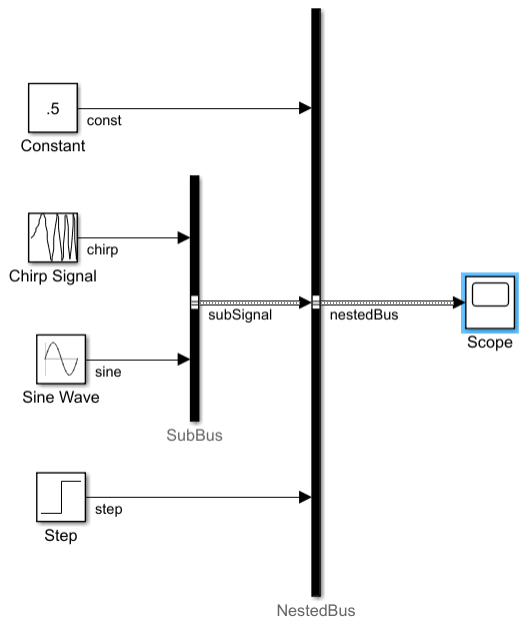 .5
const
Constant
chirp
Chirp Signal
subSignal
nestedBus
Scope
sine
Sine Wave
SubBus
step
Step
NestedBus